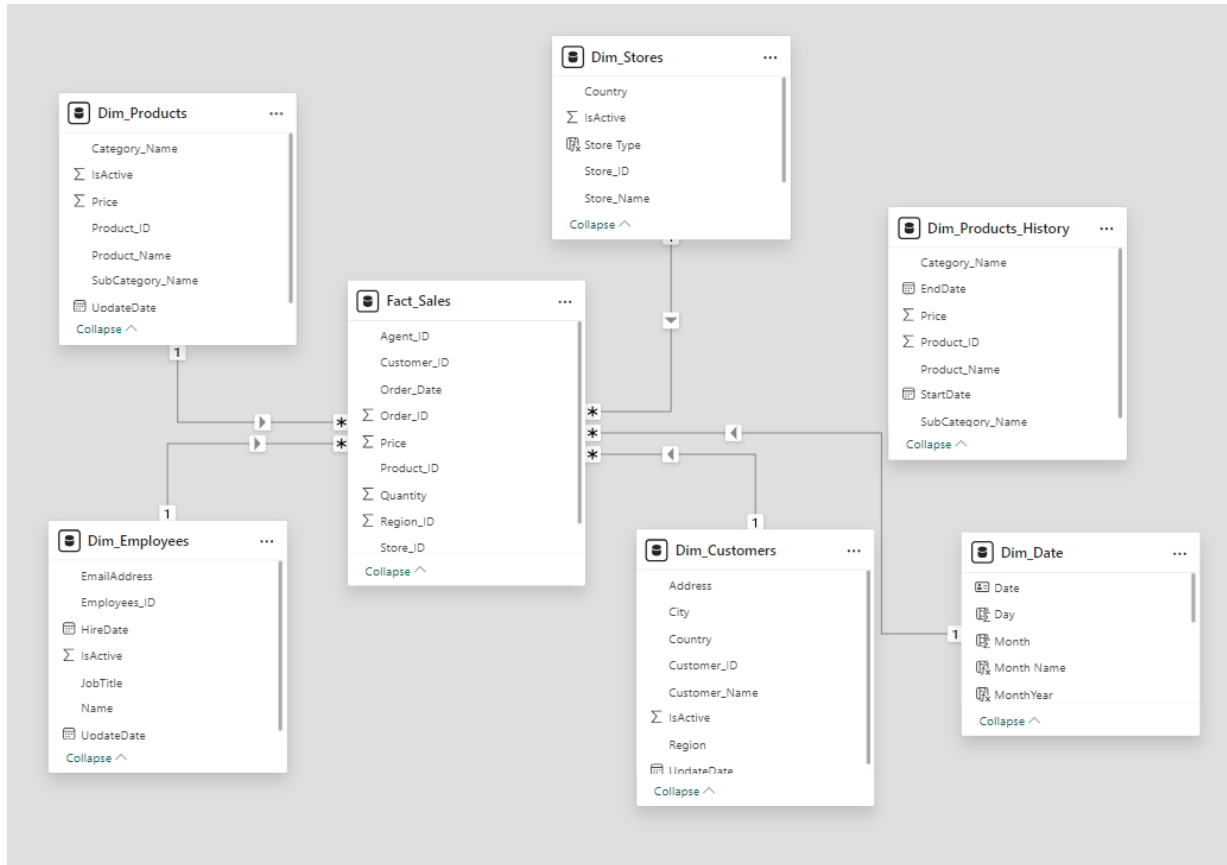 Dim_Stores
Country
IsActive
Store Type
Store_ID
Store_Name
Collapse
Dim_Products
Category_Name
IsActive
Price
Product_ID
Product_Name
SubCategory_Name
UpdateDate
Collapse
1
Dim_Products_History
Category_Name
EndDate
Price
Product_ID
Product_Name
StartDate
SubCategory_Name
Collapse
Fact_Sales
Agent_ID
Customer_ID
Order_Date
Order_ID
Price
Product_ID
Quantity
Region_ID
Store_ID
Collapse
*
*
*
*
*
1
Dim_Employees
EmailAddress
Employees_ID
HireDate
IsActive
JobTitle
Name
UpdateDate
Collapse
1
Dim_Customers
Address
City
Country
Customer_ID
Customer_Name
IsActive
Region
UpdateDate
Collapse
1
Dim_Date
Date
Day
Month
Month Name
MonthYear
Collapse